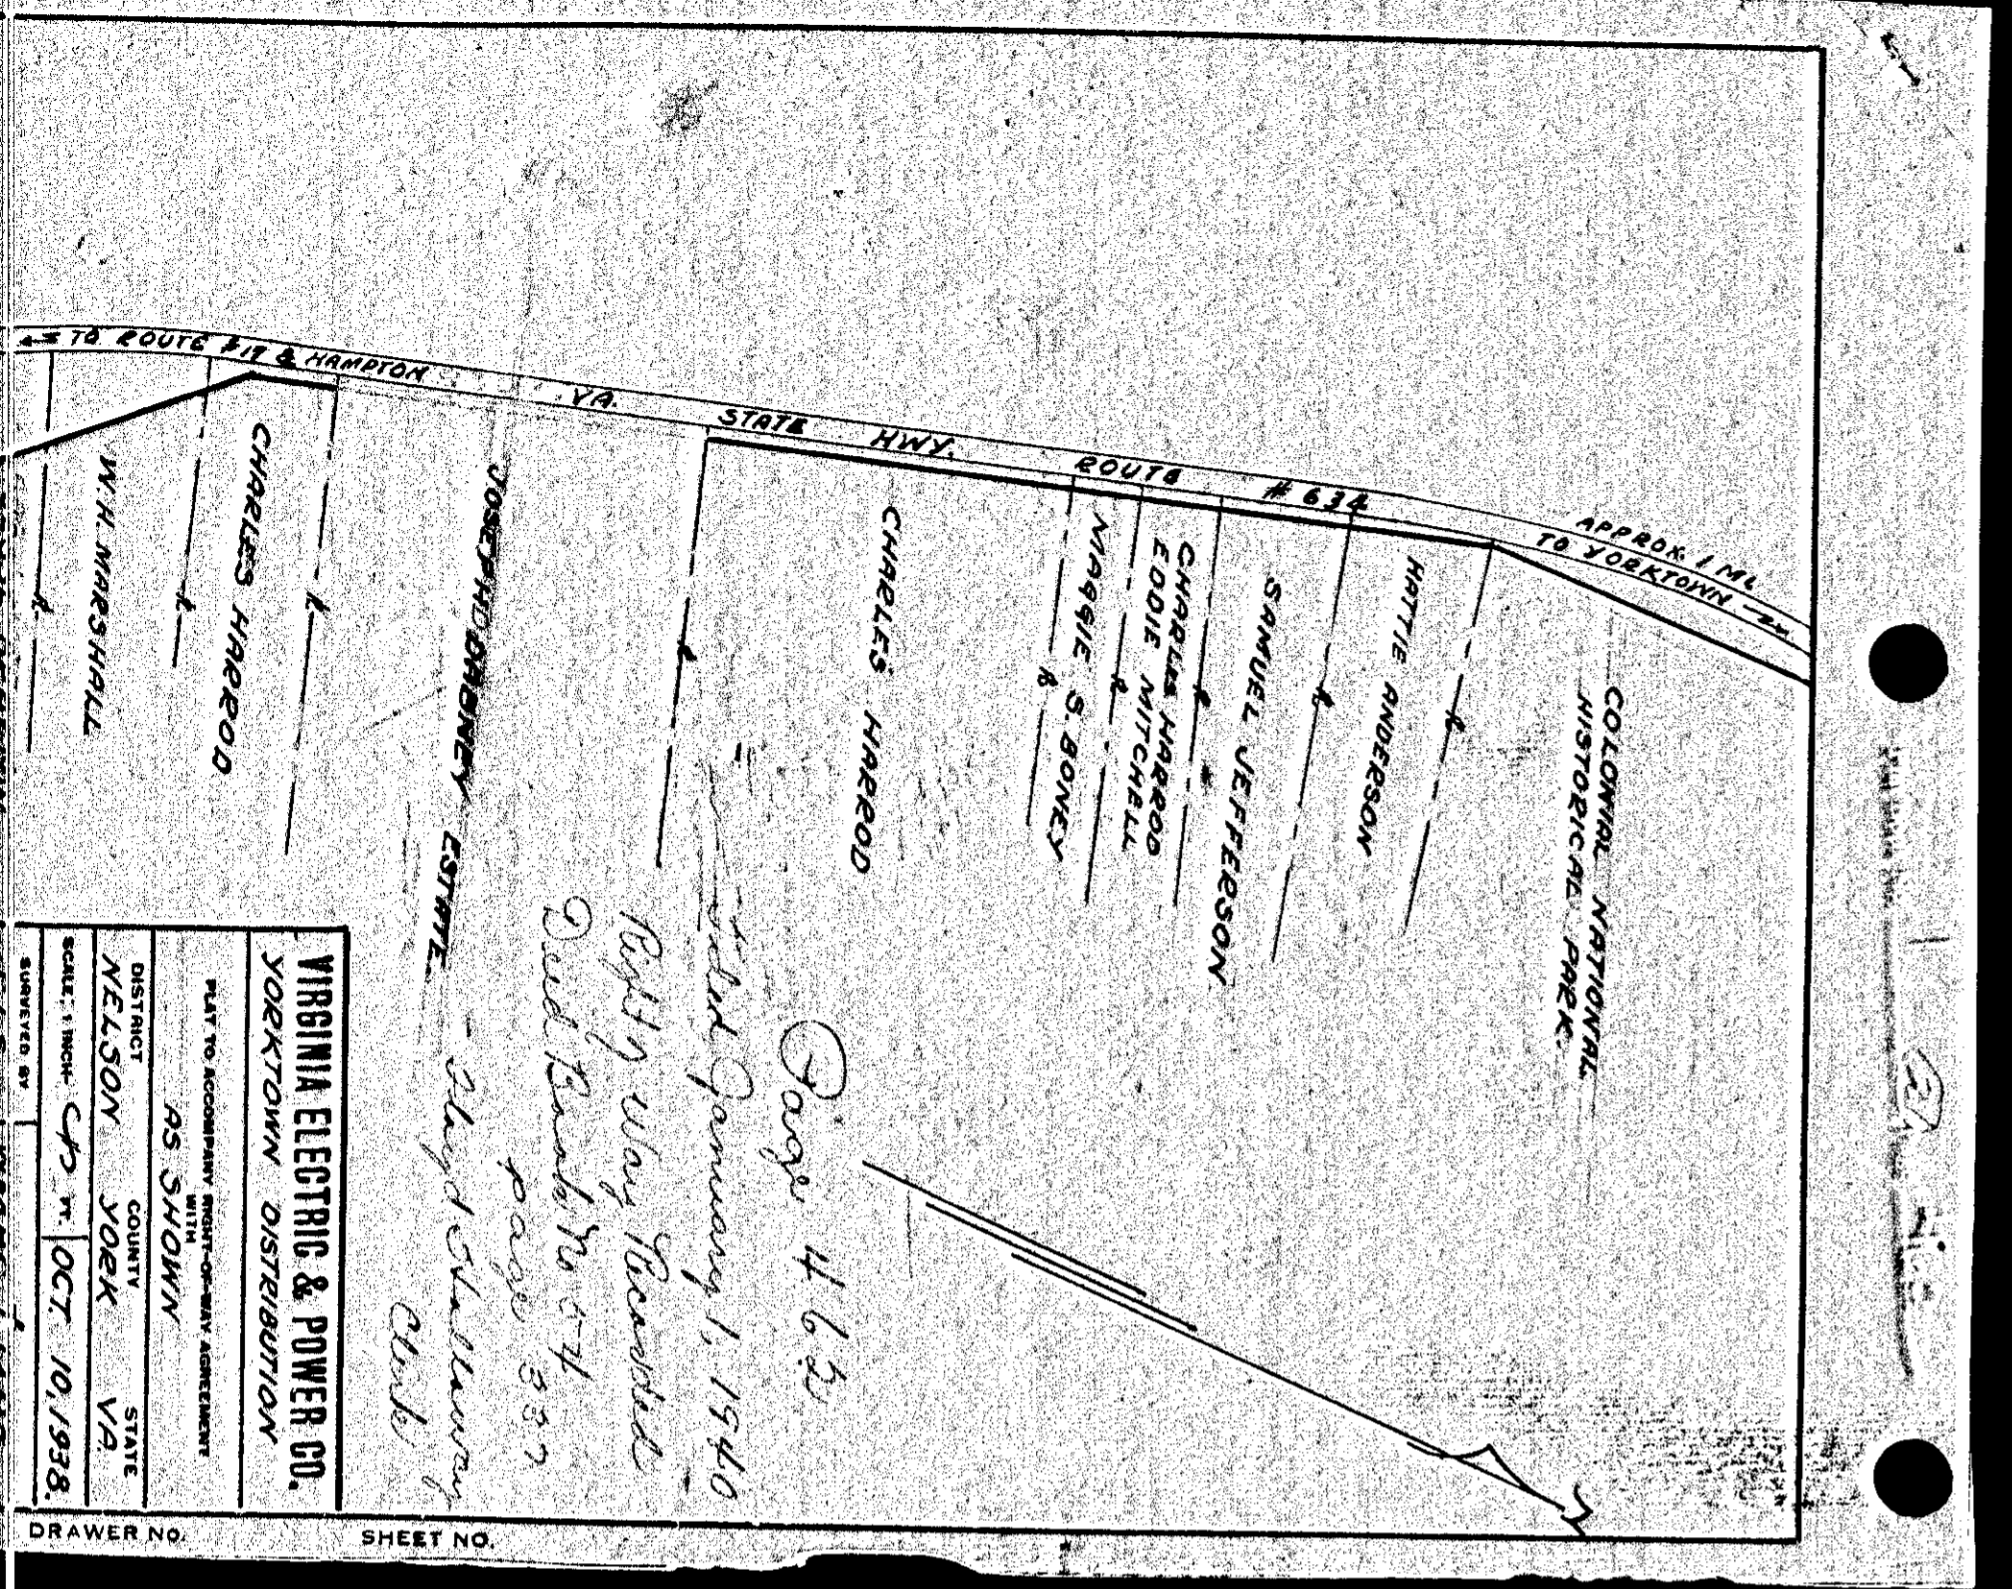 ← TO ROUTE #17 & HAMPTON VA.
STATE HWY. ROUTE # 634
APPROX. 1 MI.
TO YORKTOWN →
W. H. MARSHALL
CHARLES HARROD
JOSEPH DABNEY ESTATE
CHARLES HARROD
MAGGIE S. BONEY
EDDIE MITCHELL
CHARLES HARROD
SAMUEL JEFFERSON
HATTIE ANDERSON
COLONIAL NATIONAL
HISTORICAL PARK.
Page 462
January 1, 1940
Right of Way Recorded
Deed Book No 54
page 337
Floyd Holloway
Clerk
VIRGINIA ELECTRIC & POWER CO.
YORKTOWN DISTRIBUTION
PLAT TO ACCOMPANY RIGHT-OF-WAY AGREEMENT
WITH
AS SHOWN
DISTRICT COUNTY STATE
NELSON YORK VA.
SCALE: 1 INCH- FT. OCT. 10, 1938.
SURVEYED BY
DRAWER NO.
SHEET NO.